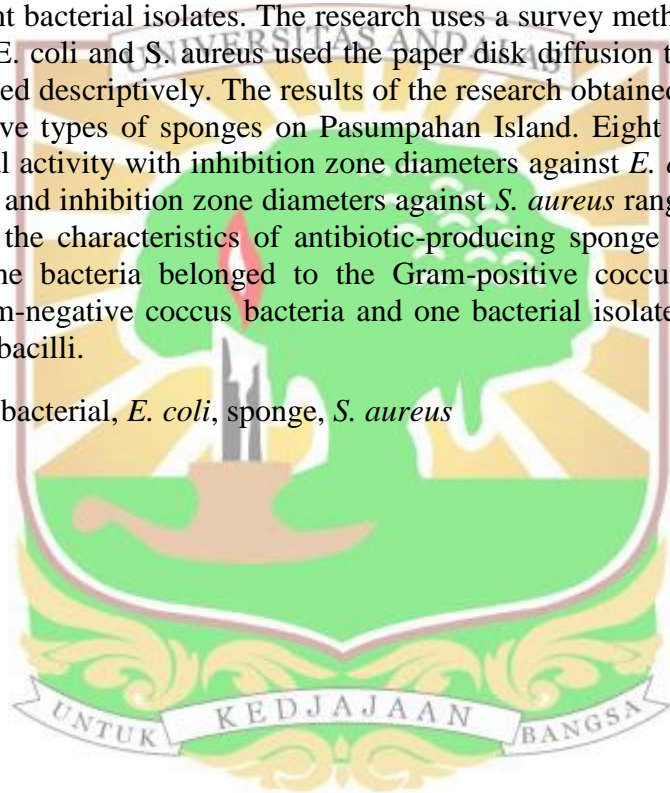 nt bacterial isolates. The research uses a survey meth
E. coli and S. aureus used the paper disk diffusion t
UNIVERSITAS ANDALAS
ed descriptively. The results of the research obtained
ve types of sponges on Pasumpahan Island. Eight
al activity with inhibition zone diameters against E.
and inhibition zone diameters against S. aureus rang
the characteristics of antibiotic-producing sponge
ne bacteria belonged to the Gram-positive coccu
m-negative coccus bacteria and one bacterial isolate
bacilli.
bacterial, E. coli, sponge, S. aureus
UNTUK KEDJAJAAN BANGSA